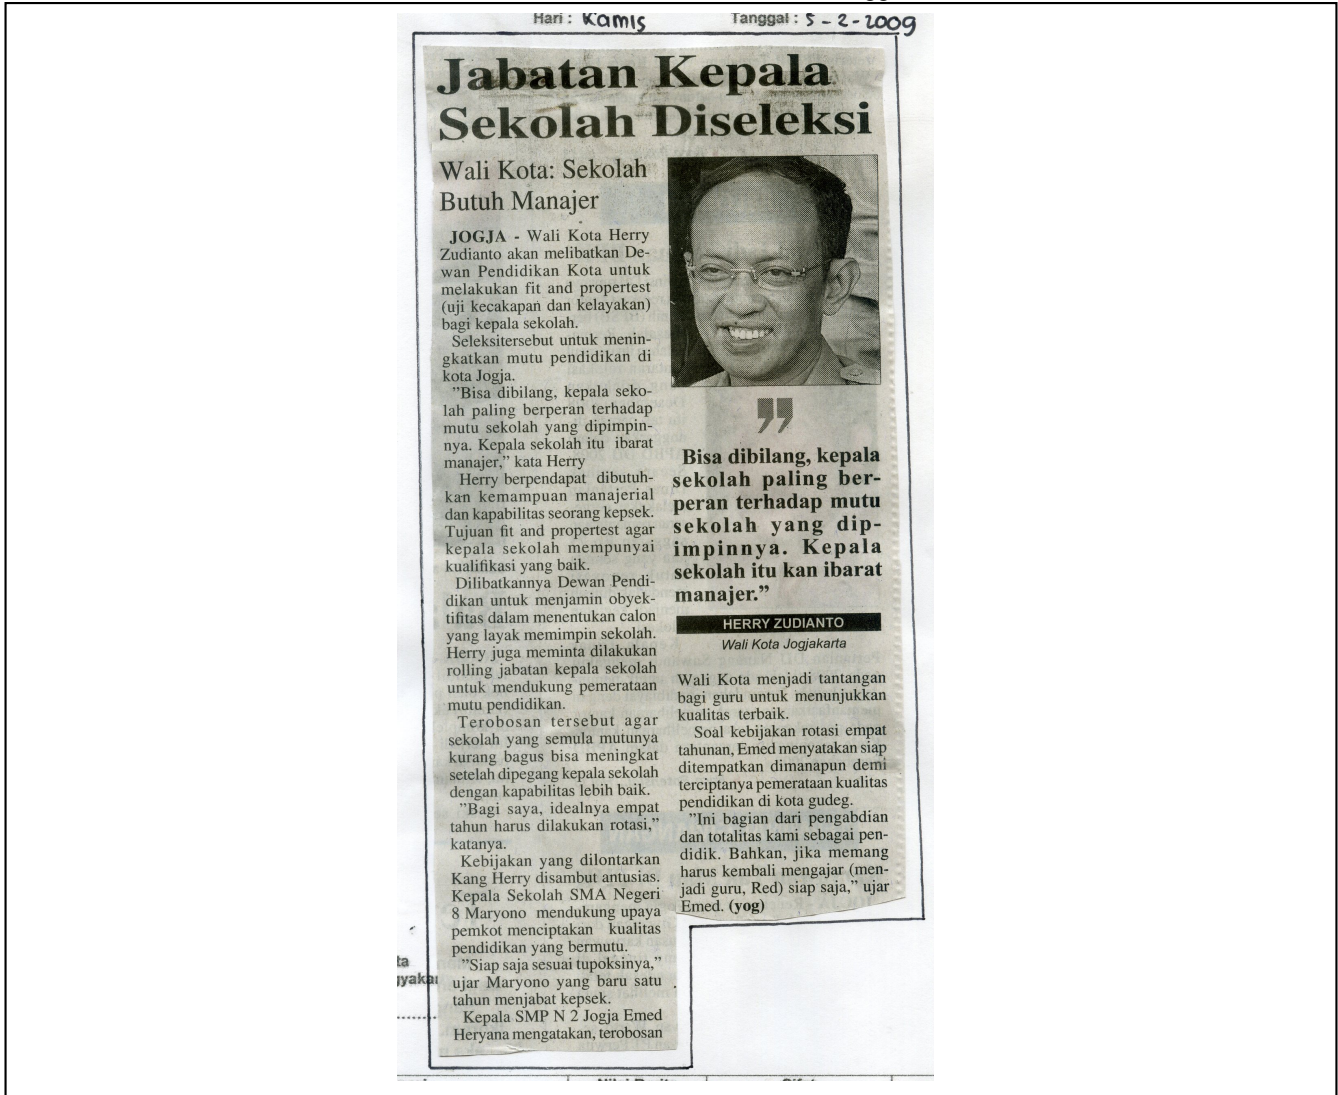 Hari : Kamis Tanggal : 5 - 2 - 2009
Jabatan Kepala
Sekolah Diseleksi
Wali Kota: Sekolah
Butuh Manajer
JOGJA - Wali Kota Herry
Zudianto akan melibatkan De-
wan Pendidikan Kota untuk
melakukan fit and propertest
(uji kecakapan dan kelayakan)
bagi kepala sekolah.
Seleksitersebut untuk menin-
gkatkan mutu pendidikan di
kota Jogja.
"Bisa dibilang, kepala seko-
lah paling berperan terhadap
mutu sekolah yang dipimpin-
nya. Kepala sekolah itu ibarat
manajer," kata Herry
Herry berpendapat dibutuh-
kan kemampuan manajerial
dan kapabilitas seorang kepsek.
Tujuan fit and propertest agar
kepala sekolah mempunyai
kualifikasi yang baik.
Dilibatkannya Dewan Pendi-
dikan untuk menjamin obyek-
tifitas dalam menentukan calon
yang layak memimpin sekolah.
Herry juga meminta dilakukan
rolling jabatan kepala sekolah
untuk mendukung pemerataan
mutu pendidikan.
Terobosan tersebut agar
sekolah yang semula mutunya
kurang bagus bisa meningkat
setelah dipegang kepala sekolah
dengan kapabilitas lebih baik.
"Bagi saya, idealnya empat
tahun harus dilakukan rotasi,"
katanya.
Kebijakan yang dilontarkan
Kang Herry disambut antusias.
Kepala Sekolah SMA Negeri
8 Maryono mendukung upaya
pemkot menciptakan kualitas
pendidikan yang bermutu.
"Siap saja sesuai tupoksinya,"
ujar Maryono yang baru satu
tahun menjabat kepsek.
Kepala SMP N 2 Jogja Emed
Heryana mengatakan, terobosan
"
Bisa dibilang, kepala
sekolah paling ber-
peran terhadap mutu
sekolah yang dip-
impinnya. Kepala
sekolah itu kan ibarat
manajer."
HERRY ZUDIANTO
Wali Kota Jogjakarta
Wali Kota menjadi tantangan
bagi guru untuk menunjukkan
kualitas terbaik.
Soal kebijakan rotasi empat
tahunan, Emed menyatakan siap
ditempatkan dimanapun demi
terciptanya pemerataan kualitas
pendidikan di kota gudeg.
"Ini bagian dari pengabdian
dan totalitas kami sebagai pen-
didik. Bahkan, jika memang
harus kembali mengajar (men-
jadi guru, Red) siap saja," ujar
Emed. (yog)
ta
gyakar